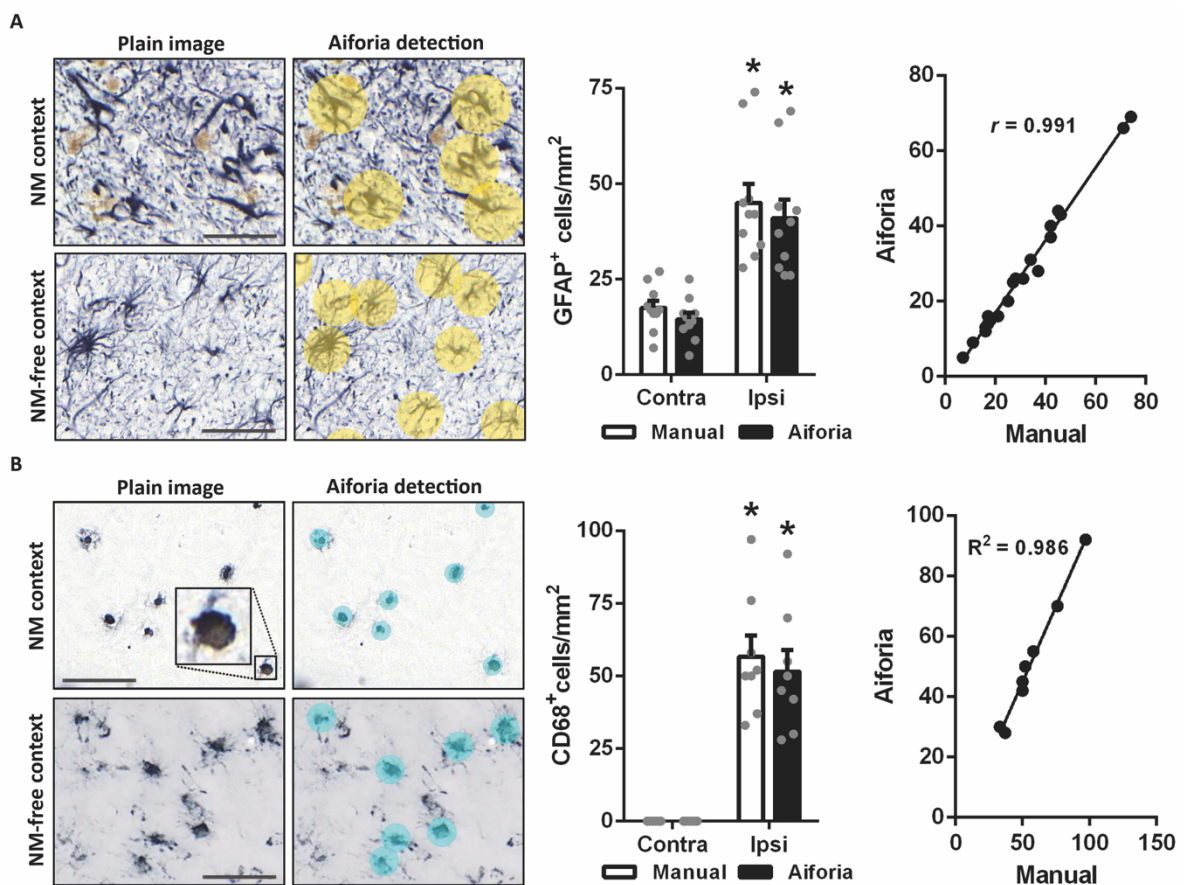 A
Plain image
Aiforia detection
NM context
NM-free context
GFAP⁺ cells/mm²
75
50
25
0
*
*
Contra
Ipsi
Manual
Aiforia
Aiforia
80
60
40
20
0
r = 0.991
0
20
40
60
80
Manual
B
Plain image
Aiforia detection
NM context
NM-free context
CD68⁺ cells/mm²
100
75
50
25
0
*
*
Contra
Ipsi
Manual
Aiforia
Aiforia
100
80
60
40
20
0
R² = 0.986
0
50
100
150
Manual